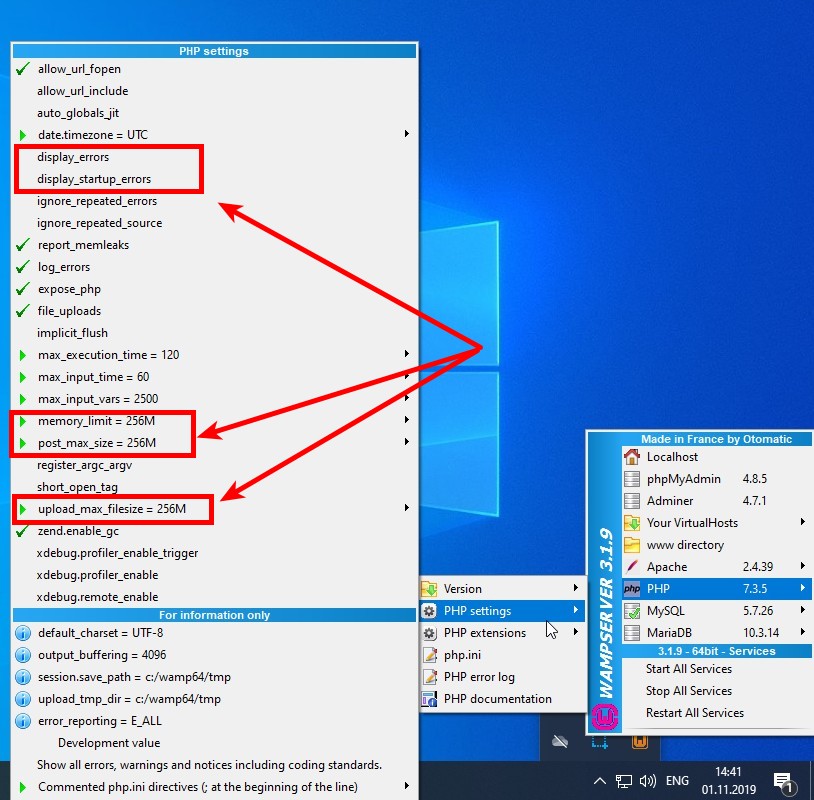 PHP settings
allow_url_fopen
allow_url_include
auto_globals_jit
date.timezone = UTC
display_errors
display_startup_errors
ignore_repeated_errors
ignore_repeated_source
report_memleaks
log_errors
expose_php
file_uploads
implicit_flush
max_execution_time = 120
max_input_time = 60
max_input_vars = 2500
memory_limit = 256M
post_max_size = 256M
register_argc_argv
short_open_tag
upload_max_filesize = 256M
zend.enable_gc
xdebug.profiler_enable_trigger
xdebug.profiler_enable
xdebug.remote_enable
For information only
default_charset = UTF-8
output_buffering = 4096
session.save_path = c:/wamp64/tmp
upload_tmp_dir = c:/wamp64/tmp
error_reporting = E_ALL
Development value
Show all errors, warnings and notices including coding standards.
Commented php.ini directives (; at the beginning of the line)
Version
PHP settings
PHP extensions
php.ini
PHP error log
PHP documentation
WAMPSERVER 3.1.9
Made in France by Otomatic
Localhost
phpMyAdmin 4.8.5
Adminer 4.7.1
Your VirtualHosts
www directory
Apache 2.4.39
php PHP 7.3.5
MySQL 5.7.26
MariaDB 10.3.14
3.1.9 - 64bit - Services
Start All Services
Stop All Services
Restart All Services
ENG
14:41
01.11.2019
1